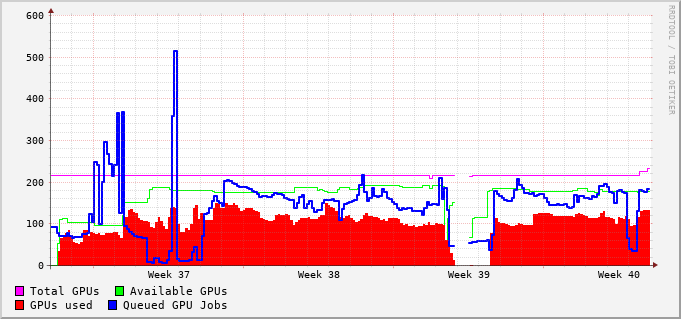 600
500
400
300
200
100
0
Week 37 Week 38 Week 39 Week 40
Total GPUs Available GPUs
GPUs used Queued GPU Jobs
RRDTOOL / TOBI OETIKER